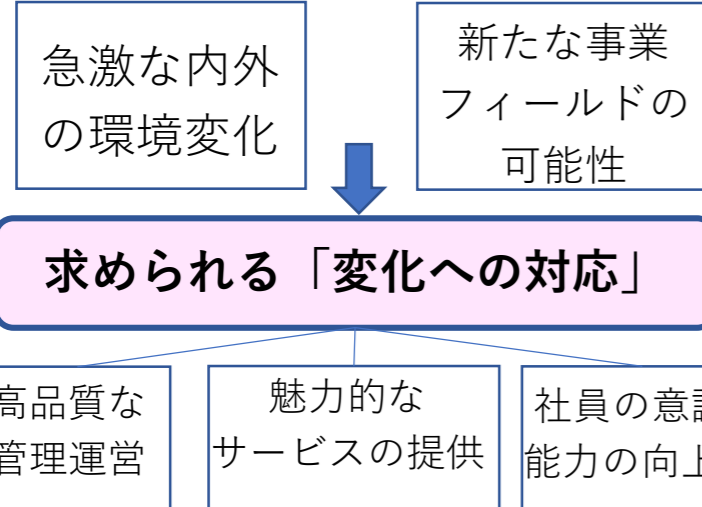 急激な内外
の環境変化
新たな事業
フィールドの
可能性
求められる「変化への対応」
高品質な
管理運営
魅力的な
サービスの提供
社員の意識
能力の向上